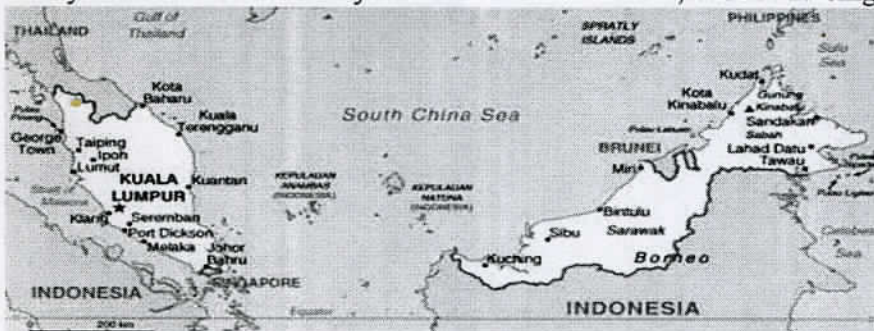 Gulf of
Thailand
THAILAND
PHILIPPINES
SPRATLY
ISLANDS
Sulu
Sea
Kudat
Kota
Baharu
Kota
Kinabalu
Gunung
Kinabalu
Kuala
Terengganu
South China Sea
Sandakan
Sabah
George
Town
Taiping
Ipoh
Lumut
BRUNEI
Lahad Datu
Tawau
Miri
KUALA
LUMPUR
Kuantan
KEPULAUAN
ANAMBAS
(INDONESIA)
KEPULAUAN
NATUNA
(INDONESIA)
Strait of
Klang
Seremban
Port Dickson
Melaka
Johor
Bahru
Bintulu
Sibu
Sarawak
Kuching
Borneo
Sea
SINGAPORE
INDONESIA
INDONESIA
Equator
0
200 km